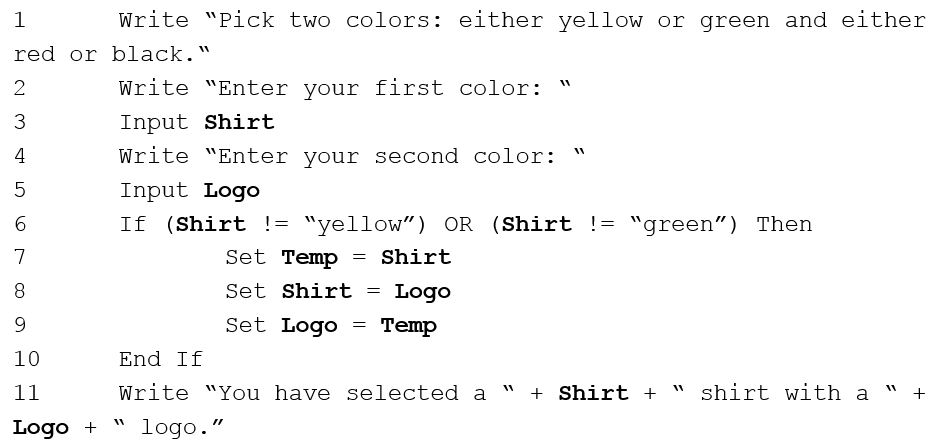 1 Write “Pick two colors: either yellow or green and either
red or black.“
2 Write “Enter your first color: “
3 Input Shirt
4 Write “Enter your second color: “
5 Input Logo
6 If (Shirt != “yellow”) OR (Shirt != “green”) Then
7 Set Temp = Shirt
8 Set Shirt = Logo
9 Set Logo = Temp
10 End If
11 Write “You have selected a “ + Shirt + “ shirt with a “ +
Logo + “ logo.”